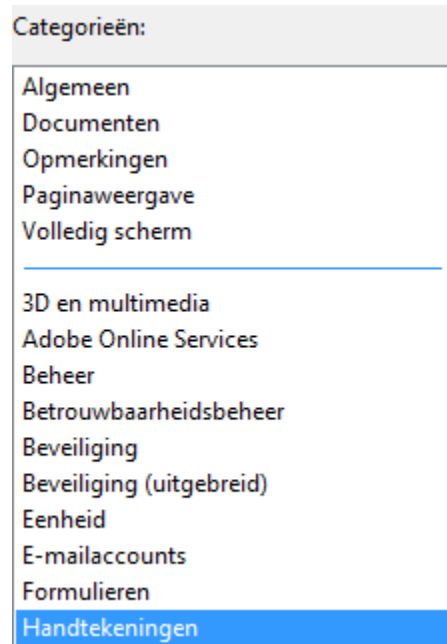 Categorieën:
Algemeen
Documenten
Opmerkingen
Paginaweergave
Volledig scherm
3D en multimedia
Adobe Online Services
Beheer
Betrouwbaarheidsbeheer
Beveiliging
Beveiliging (uitgebreid)
Eenheid
E-mailaccounts
Formulieren
Handtekeningen